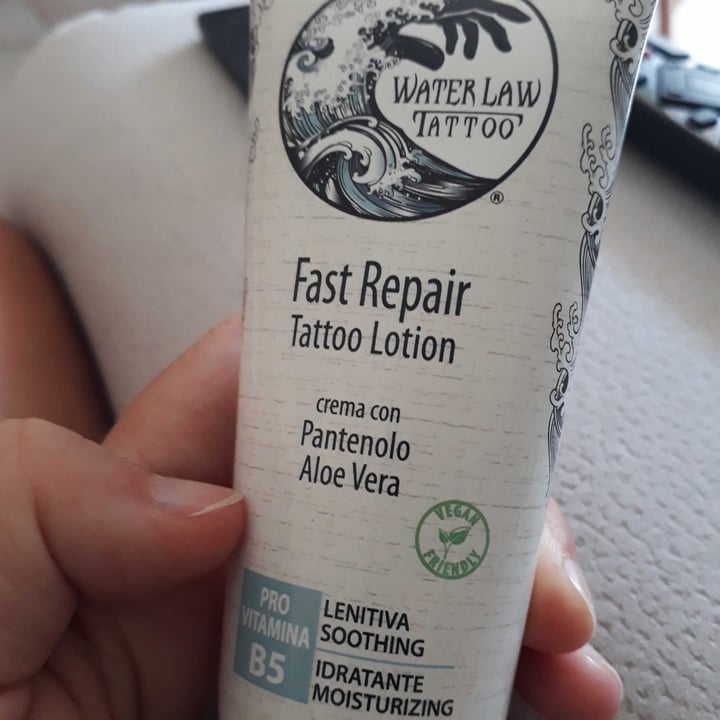 WATER LAW
TATTOO
®
Fast Repair
Tattoo Lotion
crema con
Pantenolo
Aloe Vera
VEGAN
FRIENDLY
PRO
VITAMINA
B5
LENITIVA
SOOTHING
IDRATANTE
MOISTURIZING